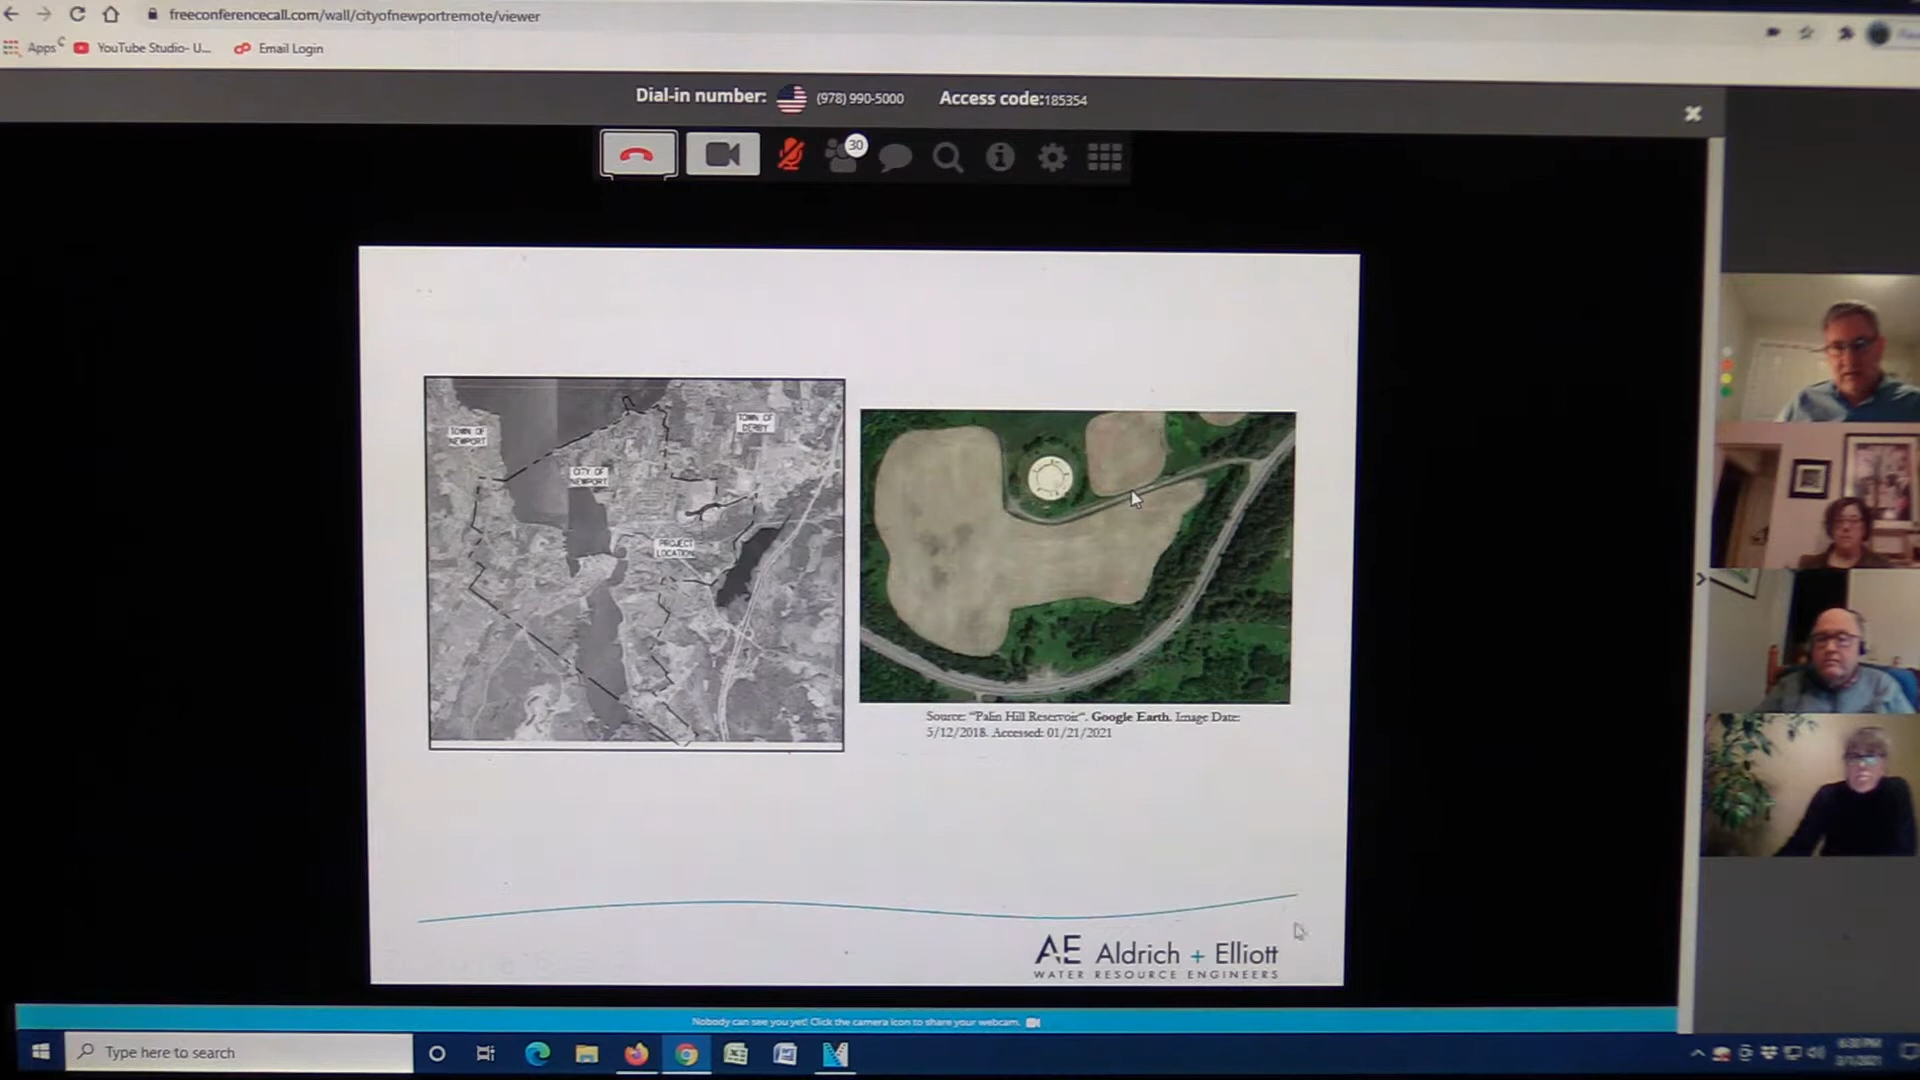 freeconferencecall.com/wall/cityofnewportremote/viewer
Apps
YouTube Studio- U...
Email Login
Dial-in number:
(978) 990-5000
Access code:185354
30
TOWN OF
NEWPORT
TOWN OF
DERBY
CITY OF
NEWPORT
PROJECT
LOCATION
Source: "Palin Hill Reservoir". Google Earth. Image Date:
5/12/2018. Accessed: 01/21/2021
AE Aldrich + Elliott
WATER RESOURCE ENGINEERS
Nobody can see you yet! Click the camera icon to share your webcam.
Type here to search